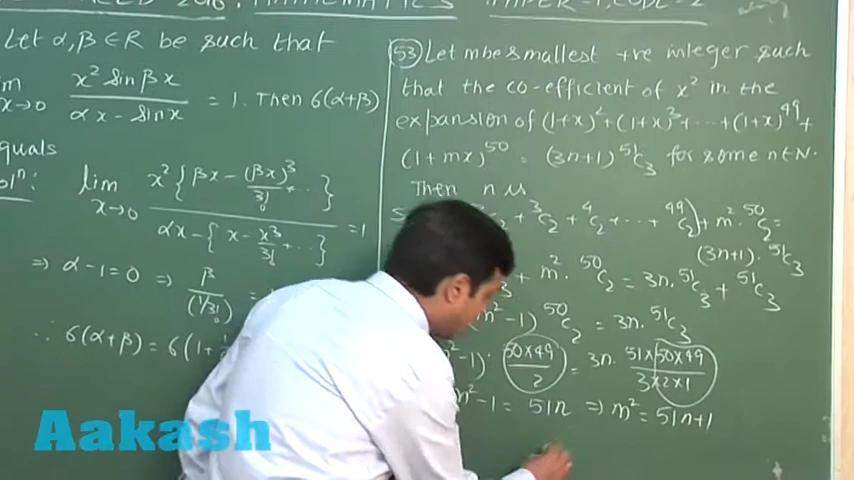 2016, MATHEMATICS PAPER-1, CODE-2
Let α, β ∈ R be such that
lim x→0 x² sin βx / αx - sinx = 1. Then 6(α+β)
equals
Solⁿ:
lim x→0 x² {βx - (βx)³/3! + ...} / αx - {x - x³/3! + ...} = 1
⇒ α-1=0 ⇒ β/(1/3!) =
∴ 6(α+β) = 6(1+
(53) Let m be smallest +ve integer such
that the co-efficient of x² in the
expansion of (1+x)²+(1+x)³+...+(1+x)⁴⁹+
(1+mx)⁵⁰ = (3n+1) ⁵¹C₃ for some n∈N.
Then n is
+ ³C₂ + ⁴C₂ + ... + ⁴⁹C₂) + m². ⁵⁰C₂ =
(3n+1). ⁵¹C₃
+ m². ⁵⁰C₂ = 3n. ⁵¹C₃ + ⁵¹C₃
m²-1) ⁵⁰C₂ = 3n. ⁵¹C₃
m²-1). 50×49/2 = 3n. 51×50×49/3×2×1
m²-1 = 51n ⇒ m² = 51n+1
Aakash